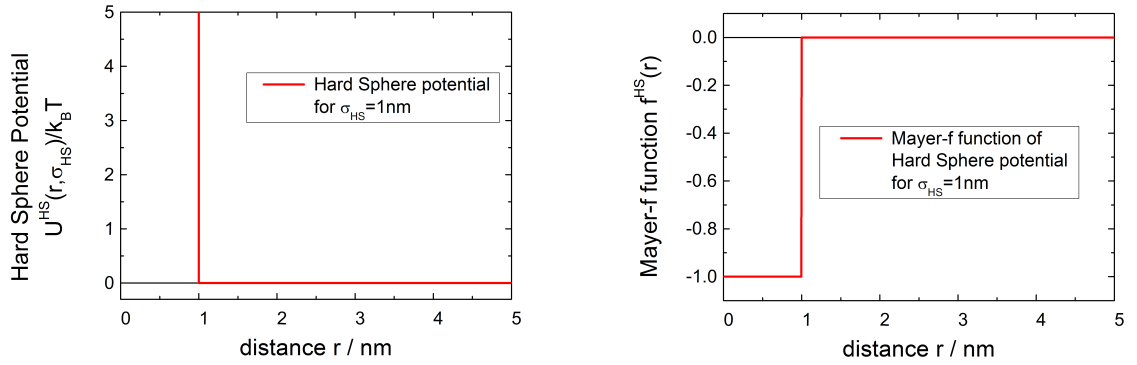 Hard Sphere Potential
U^HS(r,σ_HS)/k_BT
5
4
3
2
1
0
Hard Sphere potential
for σ_HS=1nm
0 1 2 3 4 5
distance r / nm
Mayer-f function f^HS(r)
0.0
-0.2
-0.4
-0.6
-0.8
-1.0
Mayer-f function of
Hard Sphere potential
for σ_HS=1nm
0 1 2 3 4 5
distance r / nm